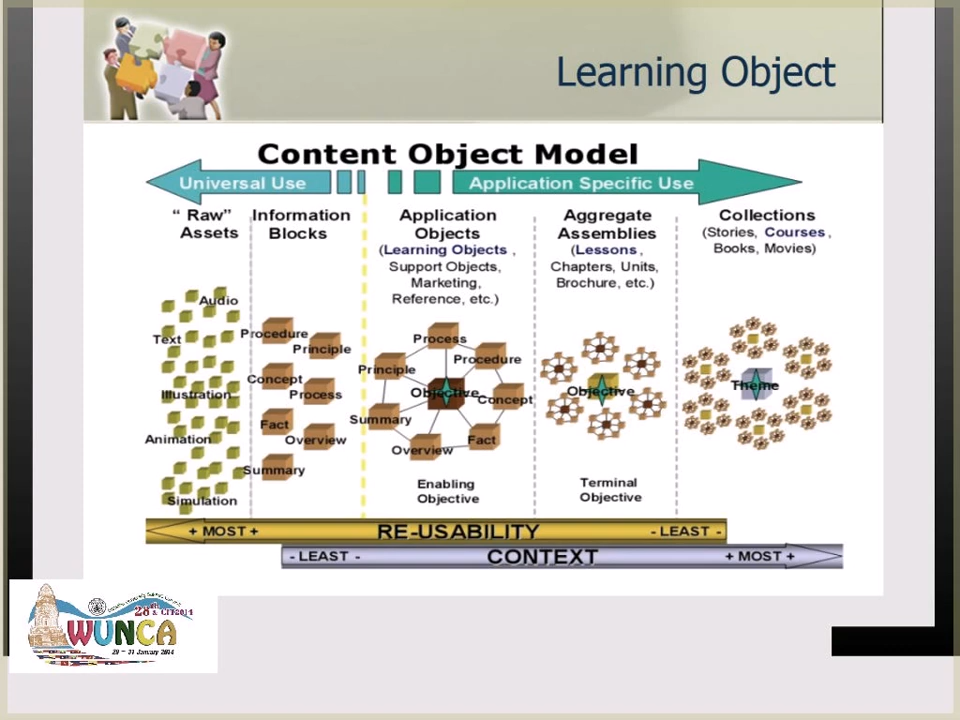 Learning Object
Content Object Model
Universal Use
Application Specific Use
“ Raw”
Assets
Information
Blocks
Application
Objects
(Learning Objects ,
Support Objects,
Marketing,
Reference, etc.)
Aggregate
Assemblies
(Lessons,
Chapters, Units,
Brochure, etc.)
Collections
(Stories, Courses,
Books, Movies)
Audio
Text
Illustration
Animation
Simulation
Procedure
Principle
Concept
Process
Fact
Overview
Summary
Process
Principle
Procedure
Objective
Concept
Summary
Fact
Overview
Enabling
Objective
Objective
Terminal
Objective
Theme
+ MOST +
RE-USABILITY
- LEAST -
- LEAST -
CONTEXT
+ MOST +
28th & CIT2014
WUNCA
29 - 31 January 2014